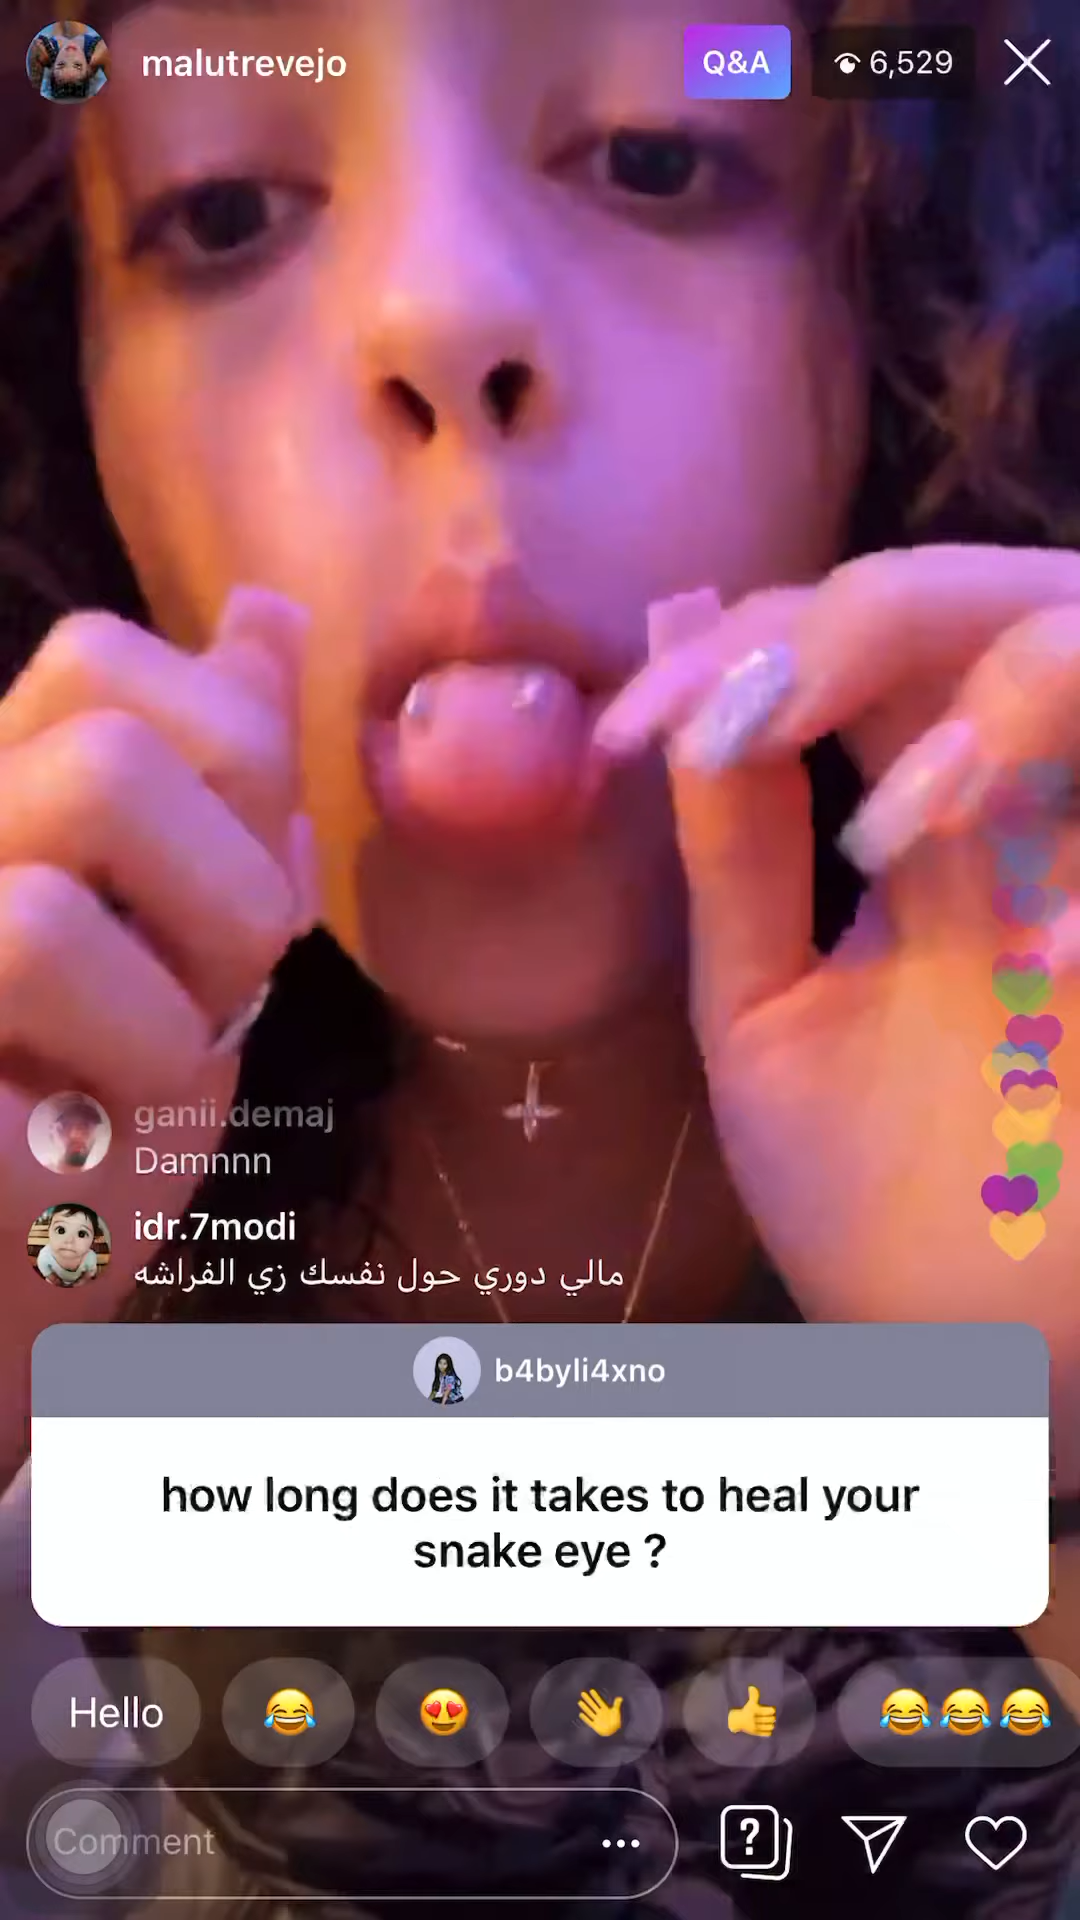 malutrevejo
Q&A
6,529
ganii.demaj
Damnnn
idr.7modi
مالي دوري حول نفسك زي الفراشه
b4byli4xno
how long does it takes to heal your
snake eye ?
Hello
Comment